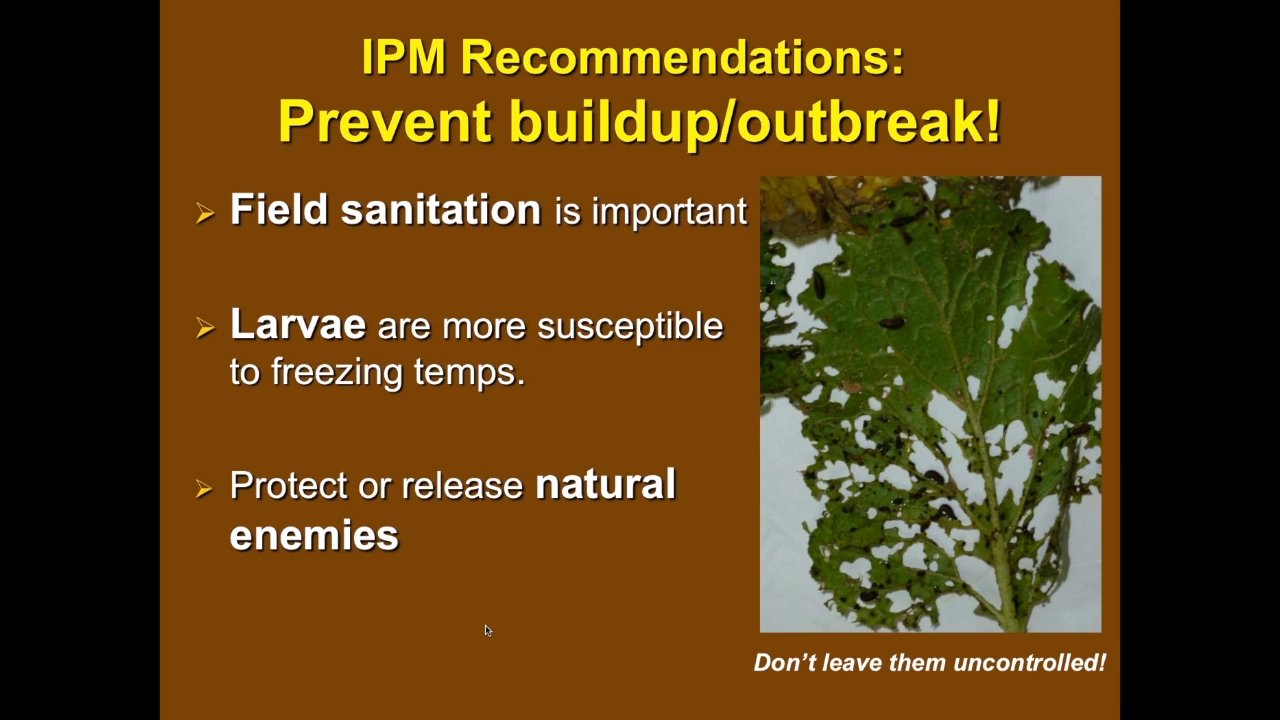 IPM Recommendations:
Prevent buildup/outbreak!
Field sanitation is important
Larvae are more susceptible
to freezing temps.
Protect or release natural
enemies
Don’t leave them uncontrolled!